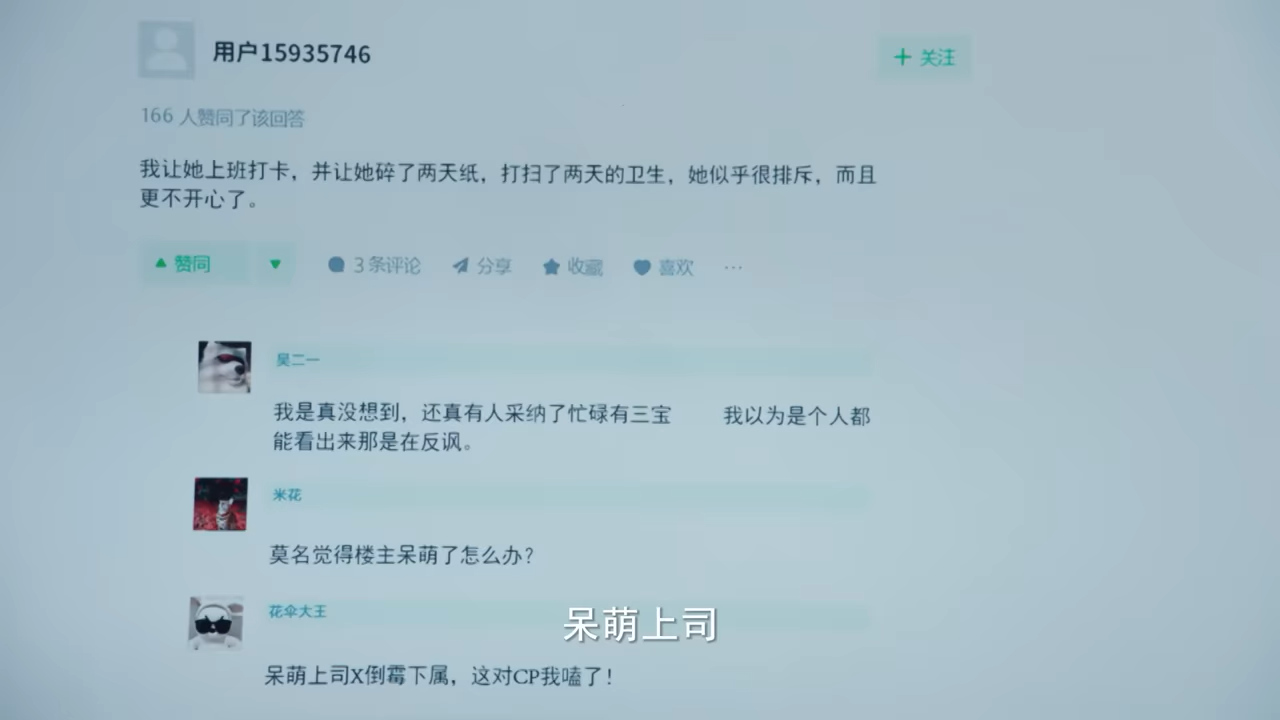 用户15935746
+ 关注
166 人赞同了该回答
我让她上班打卡，并让她碎了两天纸，打扫了两天的卫生，她似乎很排斥，而且
更不开心了。
赞同
3 条评论 分享 收藏 喜欢 ···
吴二一
我是真没想到，还真有人采纳了忙碌有三宝 我以为是个人都
能看出来那是在反讽。
米花
莫名觉得楼主呆萌了怎么办？
花伞大王
呆萌上司
呆萌上司X倒霉下属，这对CP我嗑了！